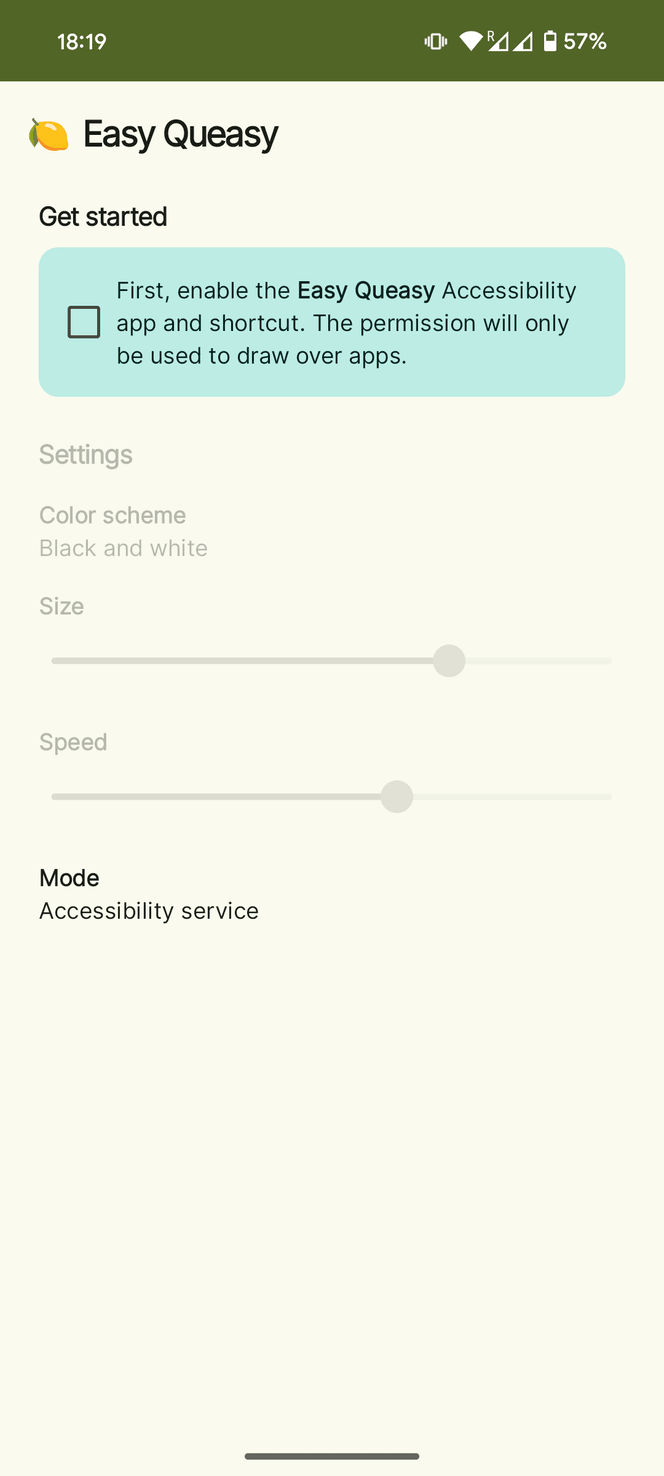 18:19
R
57%
Easy Queasy
Get started
First, enable the Easy Queasy Accessibility
app and shortcut. The permission will only
be used to draw over apps.
Settings
Color scheme
Black and white
Size
Speed
Mode
Accessibility service